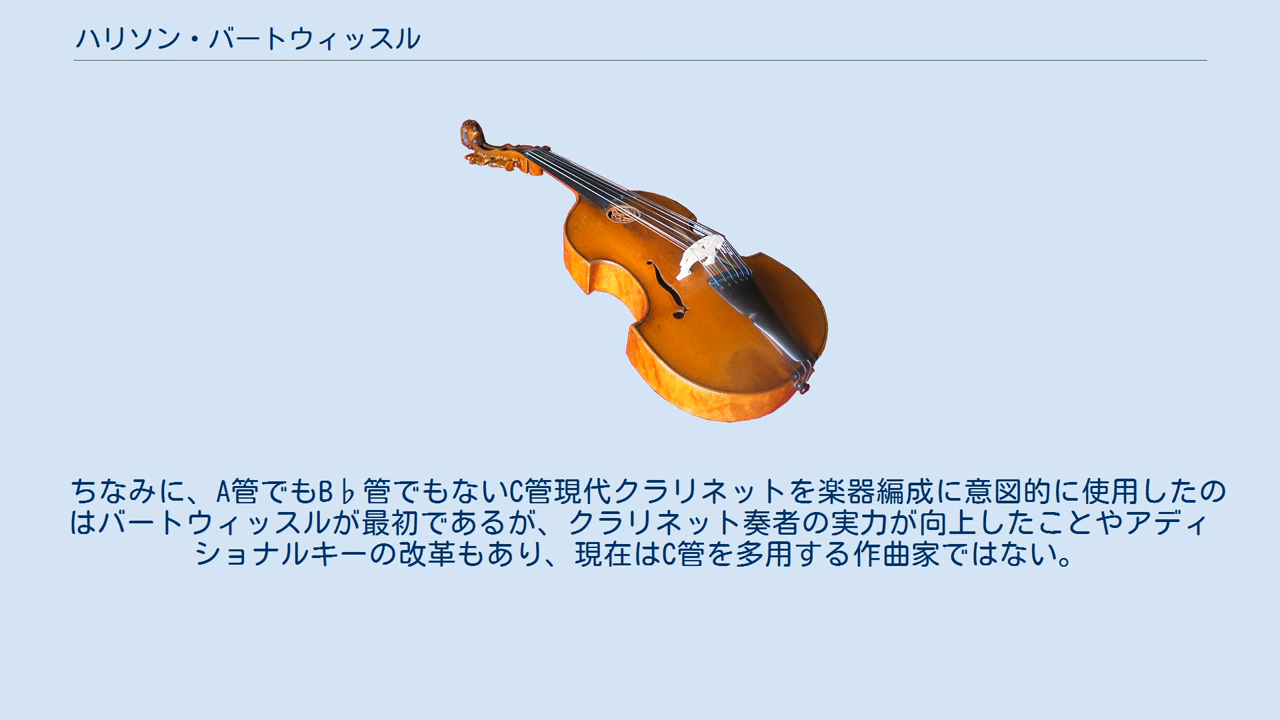 ハリソン・バートウィッスル
ちなみに、A管でもB♭管でもないC管現代クラリネットを楽器編成に意図的に使用したの
はバートウィッスルが最初であるが、クラリネット奏者の実力が向上したことやアディ
ショナルキーの改革もあり、現在はC管を多用する作曲家ではない。